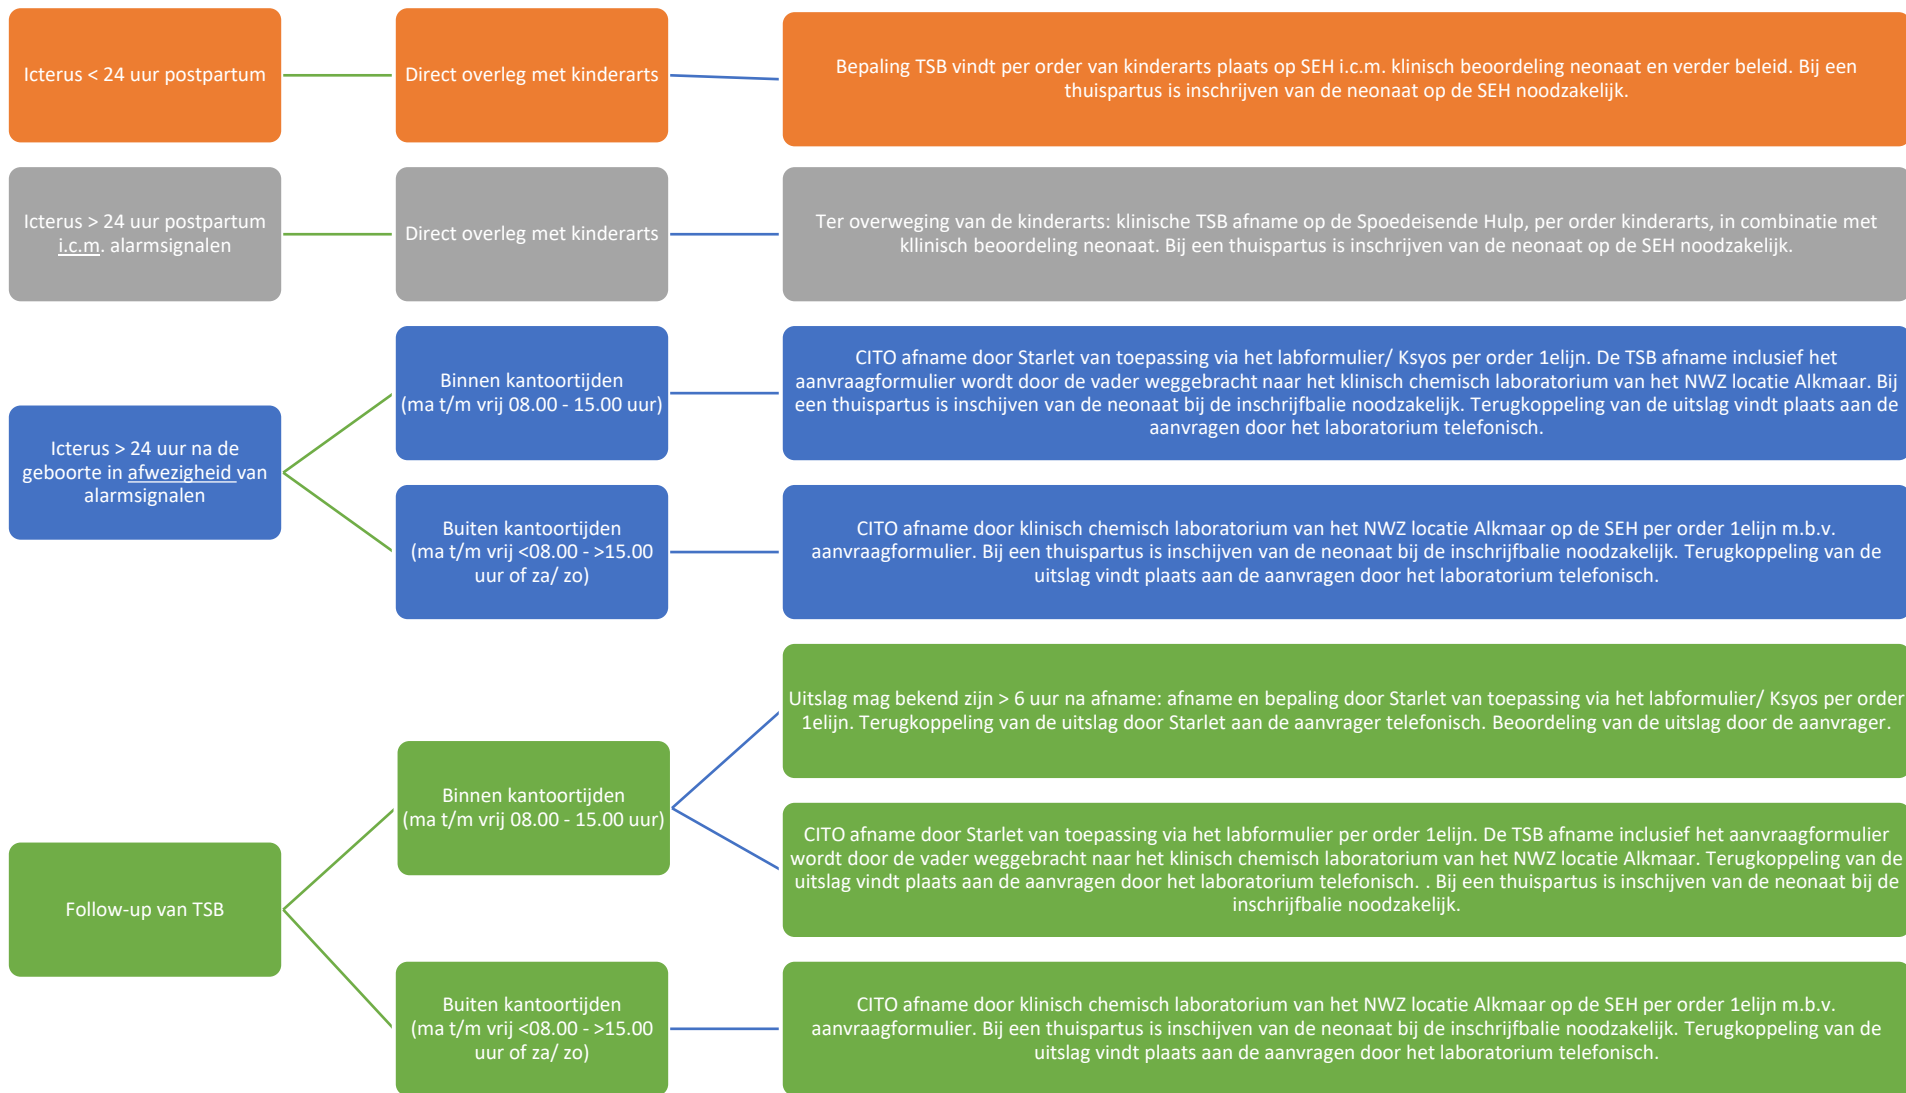 Icterus < 24 uur postpartum
Direct overleg met kinderarts
Bepaling TSB vindt per order van kinderarts plaats op SEH i.c.m. klinisch beoordeling neonaat en verder beleid. Bij een
thuispartus is inschrijven van de neonaat op de SEH noodzakelijk.
Icterus > 24 uur postpartum
i.c.m. alarmsignalen
Direct overleg met kinderarts
Ter overweging van de kinderarts: klinische TSB afname op de Spoedeisende Hulp, per order kinderarts, in combinatie met
kllinisch beoordeling neonaat. Bij een thuispartus is inschrijven van de neonaat op de SEH noodzakelijk.
Icterus > 24 uur na de
geboorte in afwezigheid van
alarmsignalen
Binnen kantoortijden
(ma t/m vrij 08.00 - 15.00 uur)
CITO afname door Starlet van toepassing via het labformulier/ Ksyos per order 1elijn. De TSB afname inclusief het
aanvraagformulier wordt door de vader weggebracht naar het klinisch chemisch laboratorium van het NWZ locatie Alkmaar. Bij
een thuispartus is inschijven van de neonaat bij de inschrijfbalie noodzakelijk. Terugkoppeling van de uitslag vindt plaats aan de
aanvragen door het laboratorium telefonisch.
Buiten kantoortijden
(ma t/m vrij <08.00 - >15.00
uur of za/ zo)
CITO afname door klinisch chemisch laboratorium van het NWZ locatie Alkmaar op de SEH per order 1elijn m.b.v.
aanvraagformulier. Bij een thuispartus is inschijven van de neonaat bij de inschrijfbalie noodzakelijk. Terugkoppeling van de
uitslag vindt plaats aan de aanvragen door het laboratorium telefonisch.
Follow-up van TSB
Binnen kantoortijden
(ma t/m vrij 08.00 - 15.00 uur)
Uitslag mag bekend zijn > 6 uur na afname: afname en bepaling door Starlet van toepassing via het labformulier/ Ksyos per order
1elijn. Terugkoppeling van de uitslag door Starlet aan de aanvrager telefonisch. Beoordeling van de uitslag door de aanvrager.
CITO afname door Starlet van toepassing via het labformulier per order 1elijn. De TSB afname inclusief het aanvraagformulier
wordt door de vader weggebracht naar het klinisch chemisch laboratorium van het NWZ locatie Alkmaar. Terugkoppeling van de
uitslag vindt plaats aan de aanvragen door het laboratorium telefonisch. . Bij een thuispartus is inschijven van de neonaat bij de
inschrijfbalie noodzakelijk.
Buiten kantoortijden
(ma t/m vrij <08.00 - >15.00
uur of za/ zo)
CITO afname door klinisch chemisch laboratorium van het NWZ locatie Alkmaar op de SEH per order 1elijn m.b.v.
aanvraagformulier. Bij een thuispartus is inschijven van de neonaat bij de inschrijfbalie noodzakelijk. Terugkoppeling van de
uitslag vindt plaats aan de aanvragen door het laboratorium telefonisch.